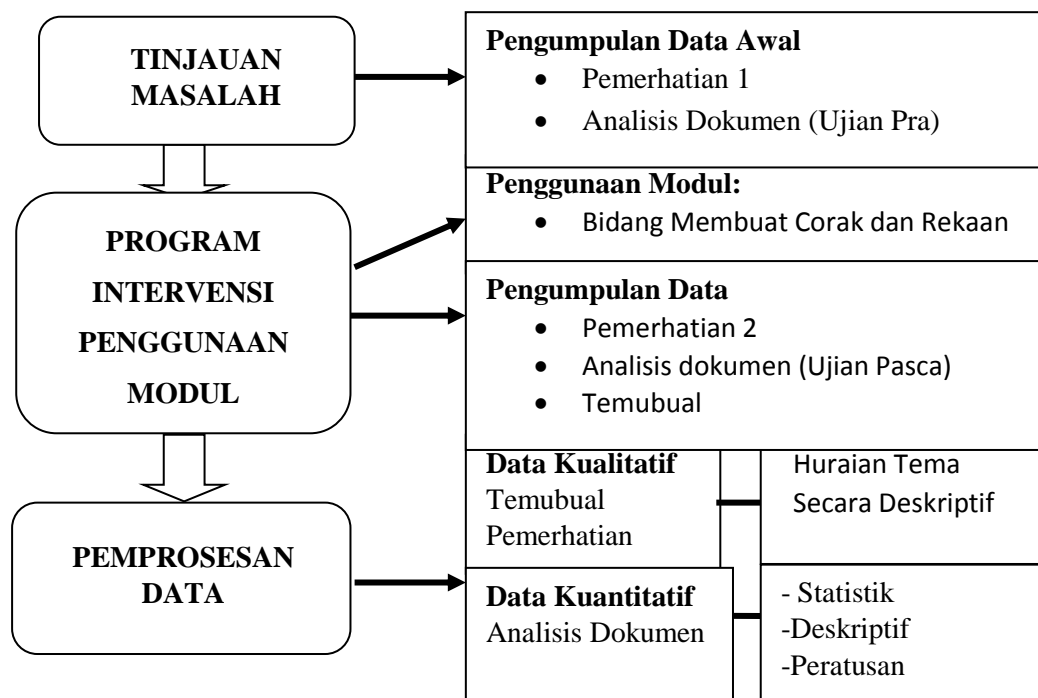 TINJAUAN
MASALAH
Pengumpulan Data Awal
• Pemerhatian 1
• Analisis Dokumen (Ujian Pra)
PROGRAM
INTERVENSI
PENGGUNAAN
MODUL
Penggunaan Modul:
• Bidang Membuat Corak dan Rekaan
Pengumpulan Data
• Pemerhatian 2
• Analisis dokumen (Ujian Pasca)
• Temubual
PEMPROSESAN
DATA
Data Kualitatif
Temubual
Pemerhatian
Huraian Tema
Secara Deskriptif
Data Kuantitatif
Analisis Dokumen
- Statistik
-Deskriptif
-Peratusan